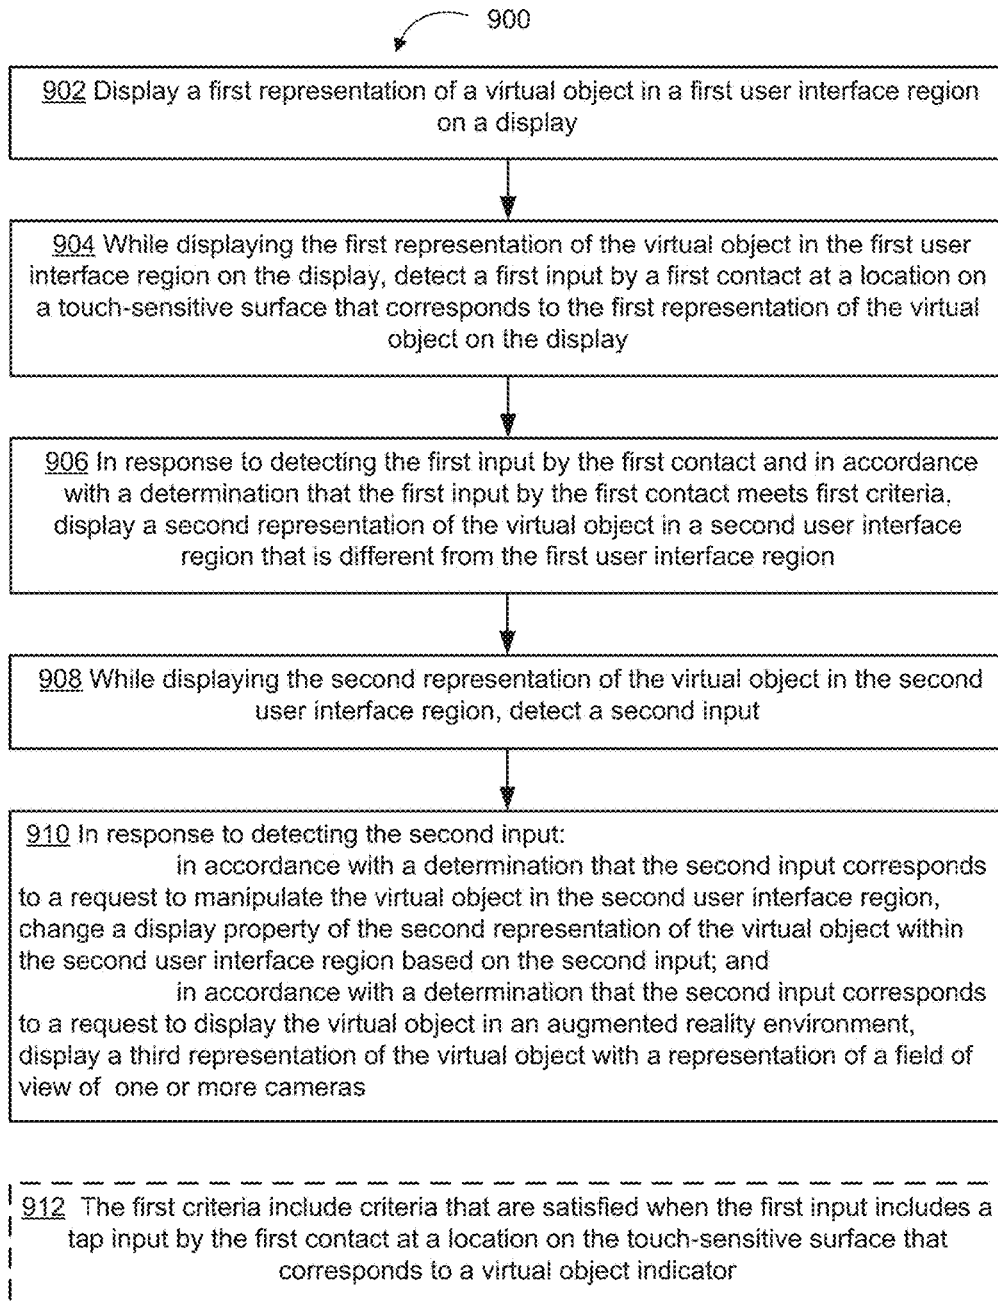 900
902 Display a first representation of a virtual object in a first user interface region
on a display
904 While displaying the first representation of the virtual object in the first user
interface region on the display, detect a first input by a first contact at a location on
a touch-sensitive surface that corresponds to the first representation of the virtual
object on the display
906 In response to detecting the first input by the first contact and in accordance
with a determination that the first input by the first contact meets first criteria,
display a second representation of the virtual object in a second user interface
region that is different from the first user interface region
908 While displaying the second representation of the virtual object in the second
user interface region, detect a second input
910 In response to detecting the second input:
in accordance with a determination that the second input corresponds
to a request to manipulate the virtual object in the second user interface region,
change a display property of the second representation of the virtual object within
the second user interface region based on the second input; and
in accordance with a determination that the second input corresponds
to a request to display the virtual object in an augmented reality environment,
display a third representation of the virtual object with a representation of a field of
view of one or more cameras
912 The first criteria include criteria that are satisfied when the first input includes a
tap input by the first contact at a location on the touch-sensitive surface that
corresponds to a virtual object indicator